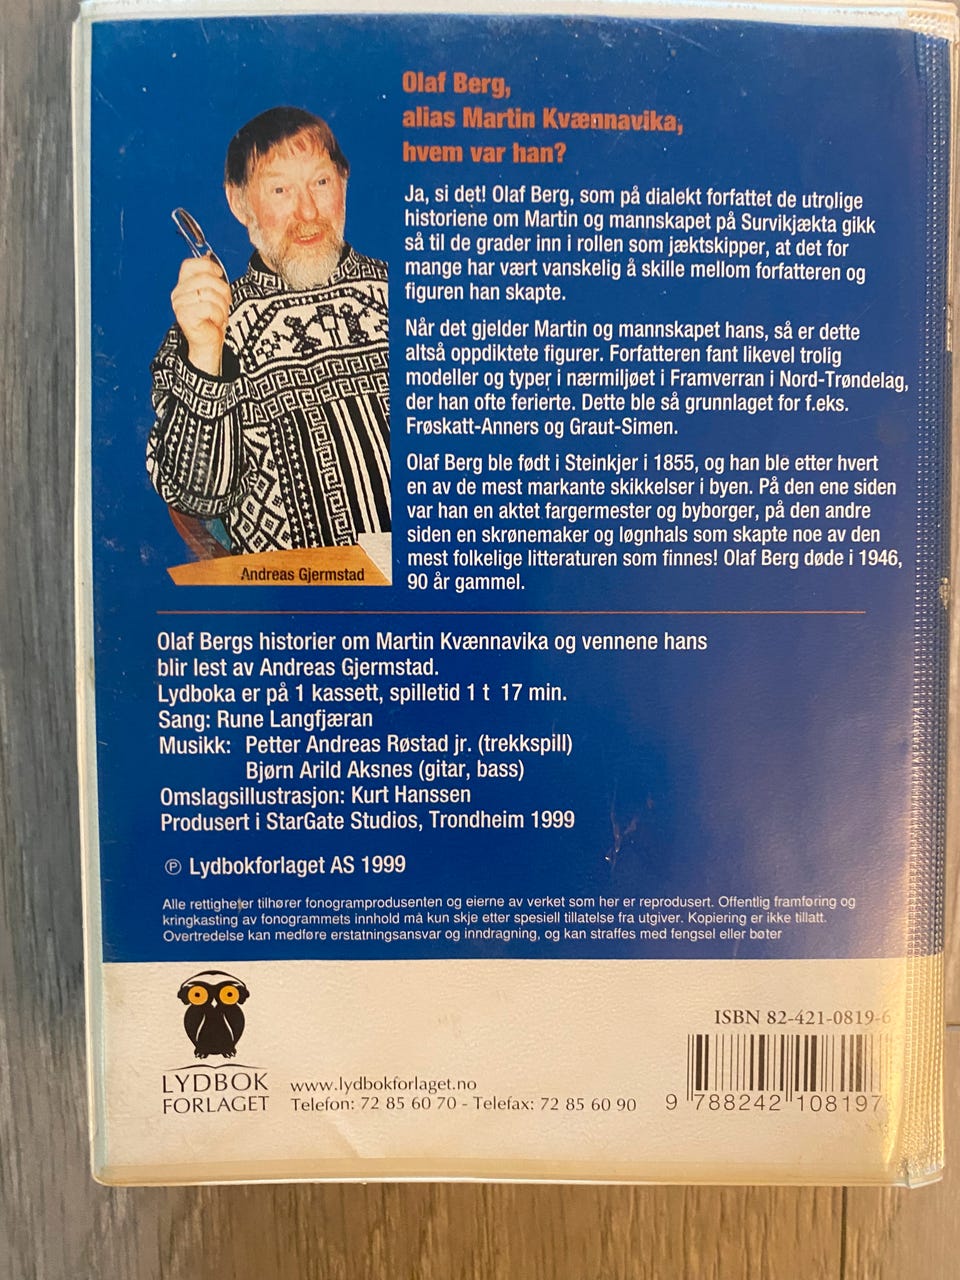 Olaf Berg,
alias Martin Kvænnavika,
hvem var han?
Ja, si det! Olaf Berg, som på dialekt forfattet de utrolige
historiene om Martin og mannskapet på Survikjækta gikk
så til de grader inn i rollen som jæktskipper, at det for
mange har vært vanskelig å skille mellom forfatteren og
figuren han skapte.
Når det gjelder Martin og mannskapet hans, så er dette
altså oppdiktete figurer. Forfatteren fant likevel trolig
modeller og typer i nærmiljøet i Framverran i Nord-Trøndelag,
der han ofte ferierte. Dette ble så grunnlaget for f.eks.
Frøskatt-Anners og Graut-Simen.
Olaf Berg ble født i Steinkjer i 1855, og han ble etter hvert
en av de mest markante skikkelser i byen. På den ene siden
var han en aktet fargermester og byborger, på den andre
siden en skrønemaker og løgnhals som skapte noe av den
mest folkelige litteraturen som finnes! Olaf Berg døde i 1946,
90 år gammel.
Andreas Gjermstad
Olaf Bergs historier om Martin Kvænnavika og vennene hans
blir lest av Andreas Gjermstad.
Lydboka er på 1 kassett, spilletid 1 t 17 min.
Sang: Rune Langfjæran
Musikk: Petter Andreas Røstad jr. (trekkspill)
Bjørn Arild Aksnes (gitar, bass)
Omslagsillustrasjon: Kurt Hanssen
Produsert i StarGate Studios, Trondheim 1999
℗ Lydbokforlaget AS 1999
Alle rettigheter tilhører fonogramprodusenten og eierne av verket som her er reprodusert. Offentlig framføring og
kringkasting av fonogrammets innhold må kun skje etter spesiell tillatelse fra utgiver. Kopiering er ikke tillatt.
Overtredelse kan medføre erstatningsansvar og inndragning, og kan straffes med fengsel eller bøter
ISBN 82-421-0819-6
LYDBOK
FORLAGET
www.lydbokforlaget.no
Telefon: 72 85 60 70 - Telefax: 72 85 60 90
9 788242 108197